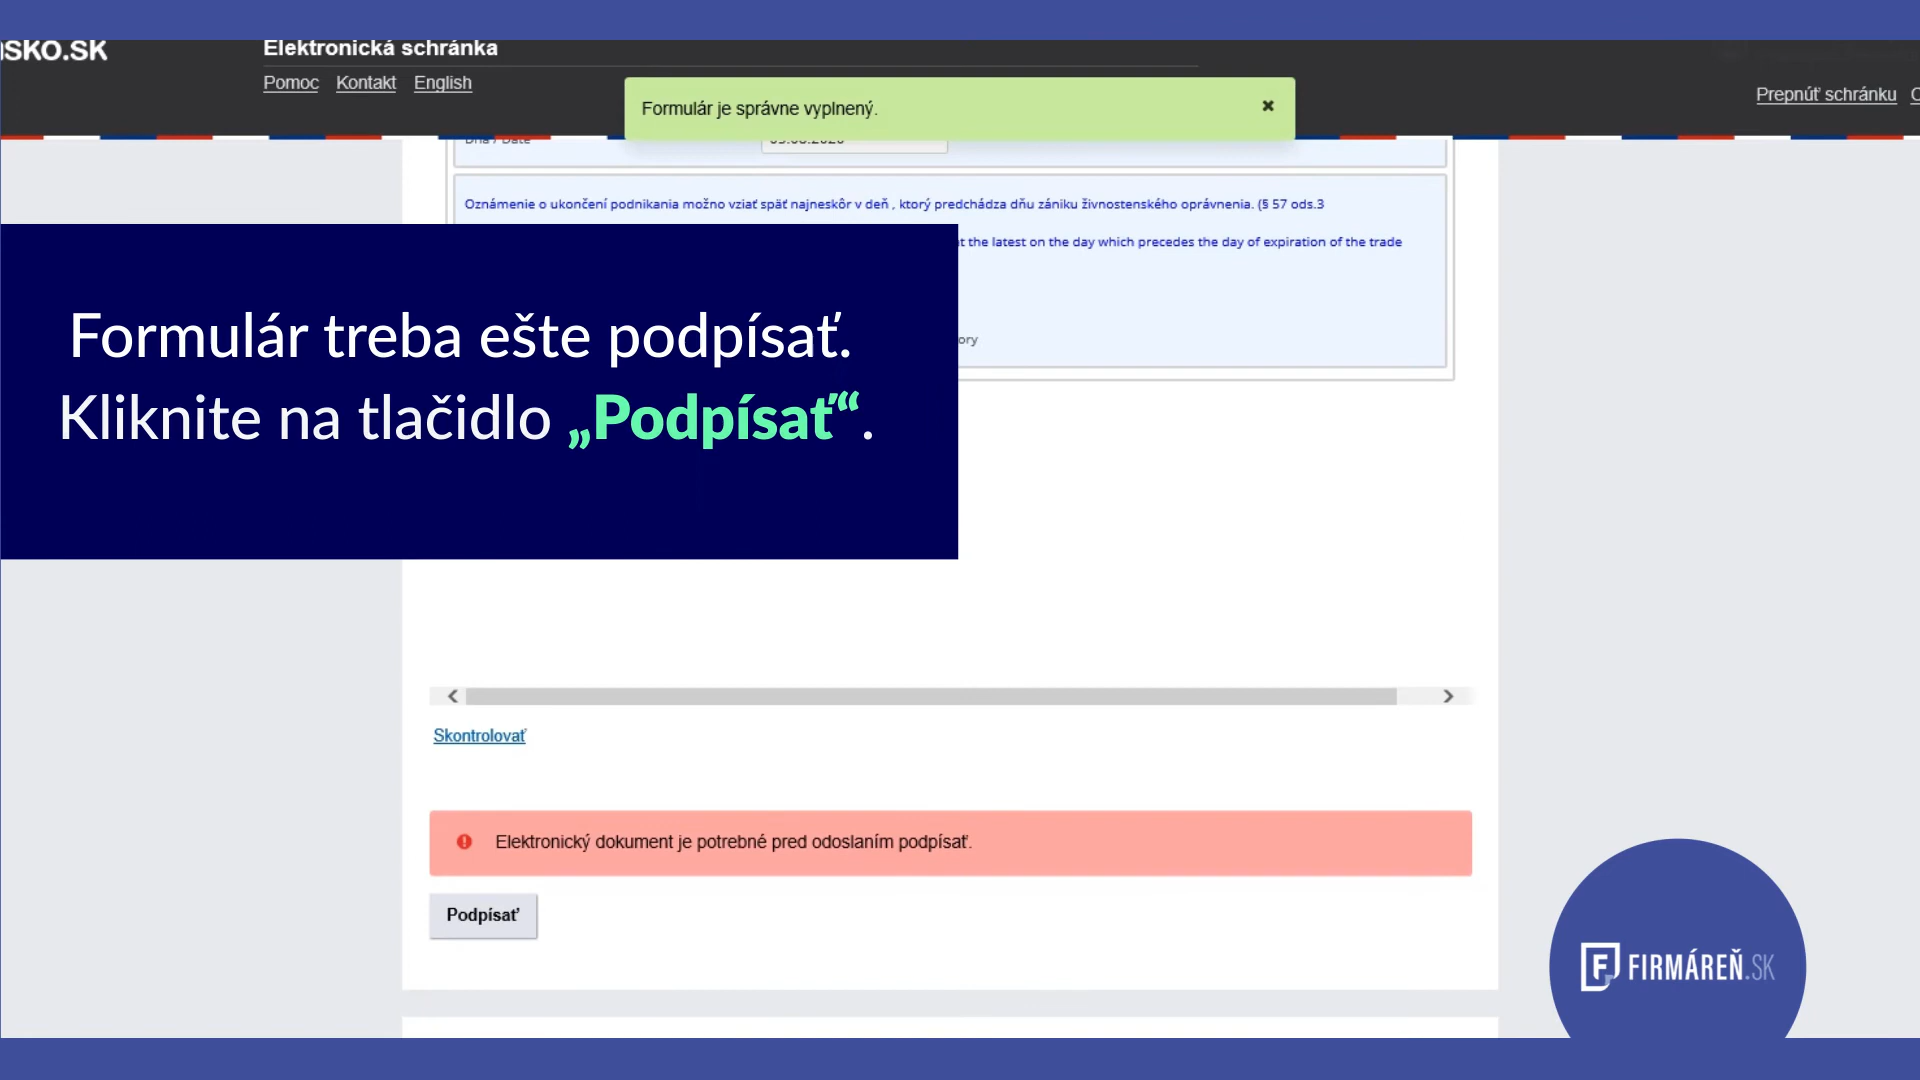 SKO.SK
Elektronická schránka
Pomoc Kontakt English
Formulár je správne vyplnený.
Prepnúť schránku
Dňa / Date
Oznámenie o ukončení podnikania možno vziať späť najneskôr v deň , ktorý predchádza dňu zániku živnostenského oprávnenia. (§ 57 ods.3
t the latest on the day which precedes the day of expiration of the trade
Formulár treba ešte podpísať.
Kliknite na tlačidlo „Podpísať“.
ory
Skontrolovať
Elektronický dokument je potrebné pred odoslaním podpísať.
Podpísať
FIRMÁREŇ.SK